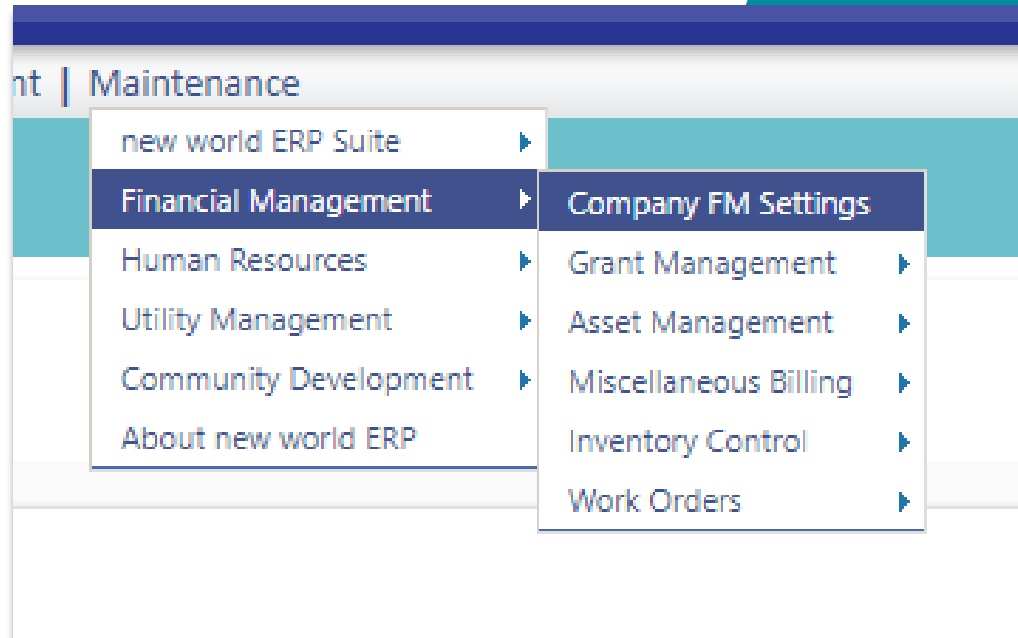 nt | Maintenance
new world ERP Suite
Financial Management
Human Resources
Utility Management
Community Development
About new world ERP
Company FM Settings
Grant Management
Asset Management
Miscellaneous Billing
Inventory Control
Work Orders